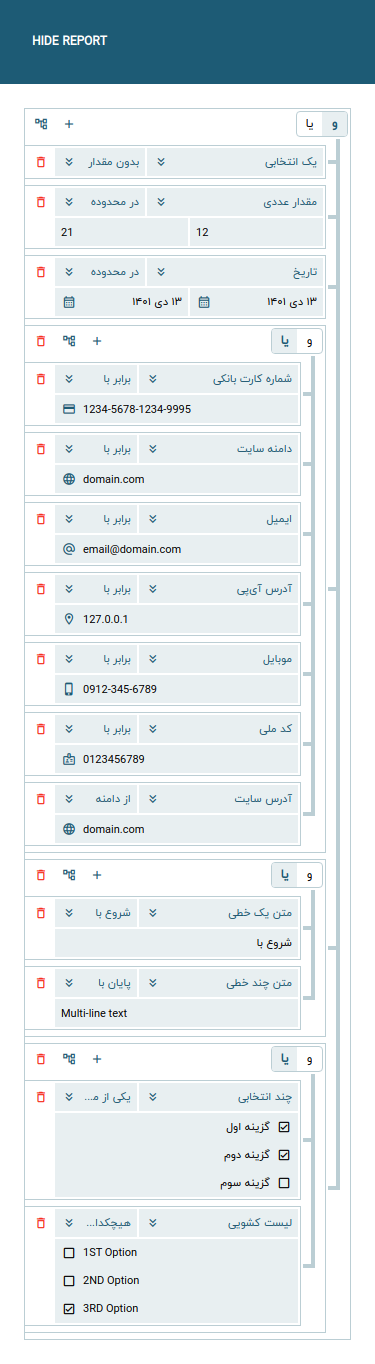 HIDE REPORT
و یا
یک انتخابی بدون مقدار
مقدار عددی در محدوده
12 21
تاریخ در محدوده
۱۳ دی ۱۴۰۱ ۱۳ دی ۱۴۰۱
و یا
شماره کارت بانکی برابر با
1234-5678-1234-9995
دامنه سایت برابر با
domain.com
ایمیل برابر با
email@domain.com
آدرس آی‌پی برابر با
127.0.0.1
موبایل برابر با
0912-345-6789
کد ملی برابر با
0123456789
آدرس سایت از دامنه
domain.com
و یا
متن یک خطی شروع با
شروع با
متن چند خطی پایان با
Multi-line text
و یا
چند انتخابی یکی از م...
گزینه اول
گزینه دوم
گزینه سوم
لیست کشویی هیچکدا...
1ST Option
2ND Option
3RD Option